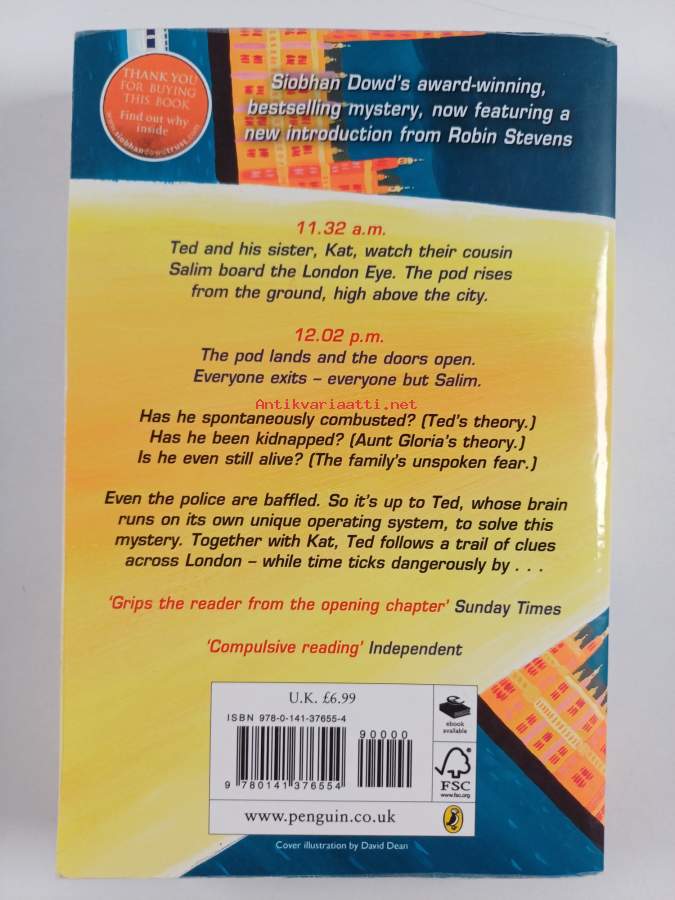 THANK YOU
FOR BUYING
THIS BOOK
Find out why
inside
www.siobhandowdtrust.com
Siobhan Dowd's award-winning,
bestselling mystery, now featuring a
new introduction from Robin Stevens
11.32 a.m.
Ted and his sister, Kat, watch their cousin
Salim board the London Eye. The pod rises
from the ground, high above the city.
12.02 p.m.
The pod lands and the doors open.
Everyone exits – everyone but Salim.
Antikvariaatti.net
Has he spontaneously combusted? (Ted's theory.)
Has he been kidnapped? (Aunt Gloria's theory.)
Is he even still alive? (The family's unspoken fear.)
Even the police are baffled. So it's up to Ted, whose brain
runs on its own unique operating system, to solve this
mystery. Together with Kat, Ted follows a trail of clues
across London – while time ticks dangerously by . . .
'Grips the reader from the opening chapter' Sunday Times
'Compulsive reading' Independent
U.K. £6.99
ISBN 978-0-141-37655-4
90000
9 780141 376554
ebook
available
FSC
www.fsc.org
www.penguin.co.uk
Cover illustration by David Dean